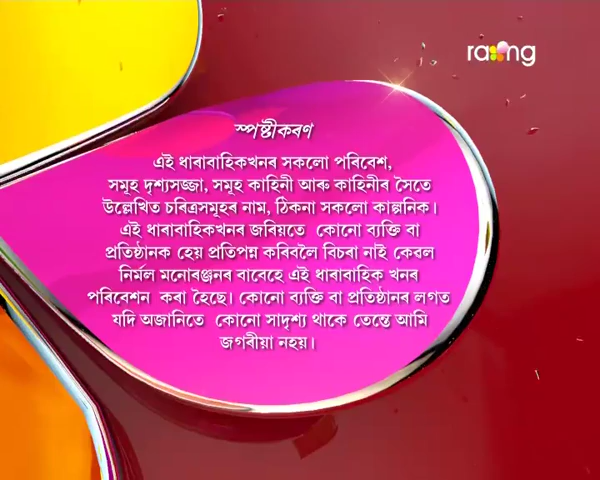 rang
স্পষ্টীকৰণ
এই ধাৰাবাহিকখনৰ সকলো পৰিবেশ,
সমূহ দৃশ্যসজ্জা, সমূহ কাহিনী আৰু কাহিনীৰ সৈতে
উল্লেখিত চৰিত্ৰসমূহৰ নাম, ঠিকনা সকলো কাল্পনিক।
এই ধাৰাবাহিকখনৰ জৰিয়তে কোনো ব্যক্তি বা
প্ৰতিষ্ঠানক হেয় প্ৰতিপন্ন কৰিবলৈ বিচৰা নাই কেৱল
নিৰ্মল মনোৰঞ্জনৰ বাবেহে এই ধাৰাবাহিক খনৰ
পৰিবেশন কৰা হৈছে। কোনো ব্যক্তি বা প্ৰতিষ্ঠানৰ লগত
যদি অজানিতে কোনো সাদৃশ্য থাকে তেন্তে আমি
জগৰীয়া নহয়।